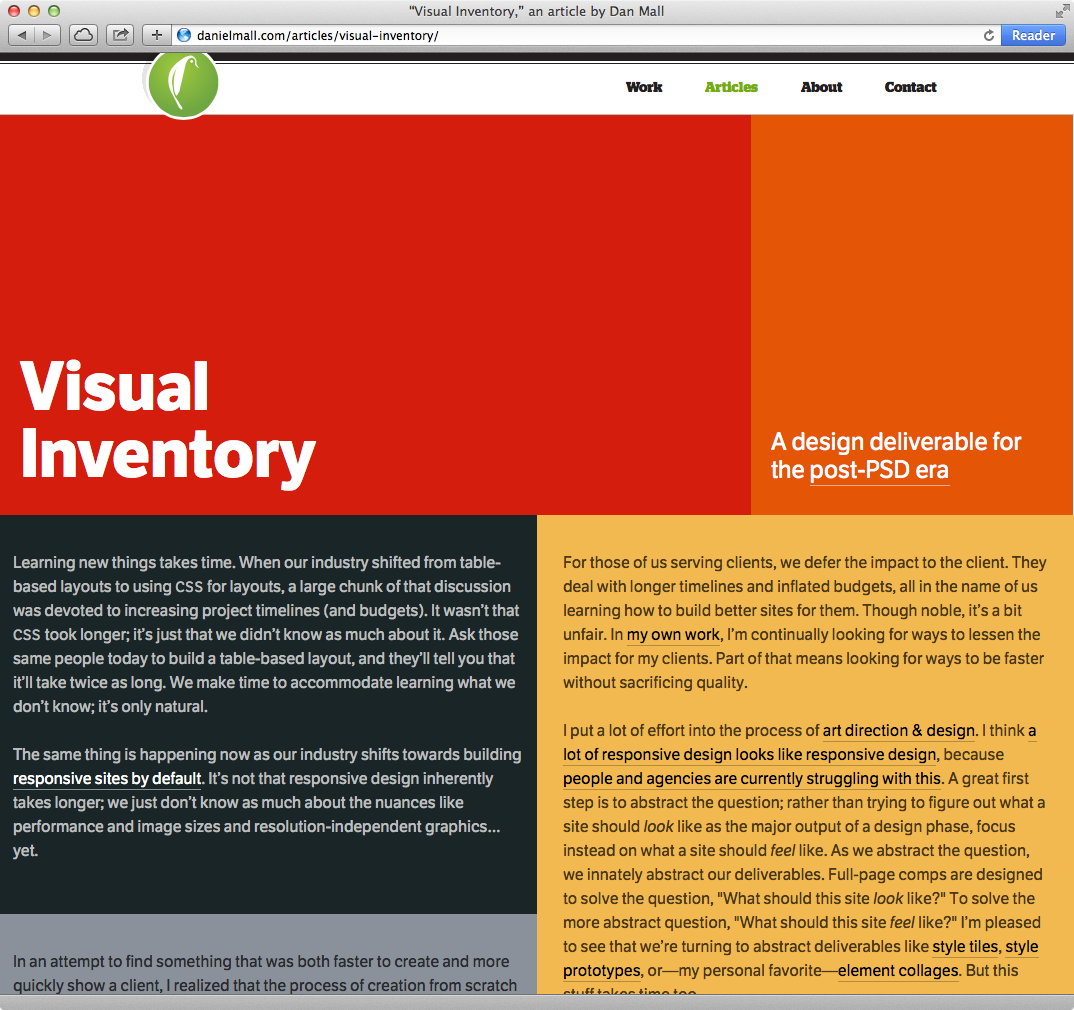 “Visual Inventory,” an article by Dan Mall
danielmall.com/articles/visual-inventory/
Reader
Work
Articles
About
Contact
Visual
Inventory
A design deliverable for
the post-PSD era
Learning new things takes time. When our industry shifted from table-
based layouts to using CSS for layouts, a large chunk of that discussion
was devoted to increasing project timelines (and budgets). It wasn’t that
CSS took longer; it’s just that we didn’t know as much about it. Ask those
same people today to build a table-based layout, and they’ll tell you that
it’ll take twice as long. We make time to accommodate learning what we
don’t know; it’s only natural.
The same thing is happening now as our industry shifts towards building
responsive sites by default. It’s not that responsive design inherently
takes longer; we just don’t know as much about the nuances like
performance and image sizes and resolution-independent graphics…
yet.
In an attempt to find something that was both faster to create and more
quickly show a client, I realized that the process of creation from scratch
For those of us serving clients, we defer the impact to the client. They
deal with longer timelines and inflated budgets, all in the name of us
learning how to build better sites for them. Though noble, it’s a bit
unfair. In my own work, I’m continually looking for ways to lessen the
impact for my clients. Part of that means looking for ways to be faster
without sacrificing quality.
I put a lot of effort into the process of art direction & design. I think a
lot of responsive design looks like responsive design, because
people and agencies are currently struggling with this. A great first
step is to abstract the question; rather than trying to figure out what a
site should look like as the major output of a design phase, focus
instead on what a site should feel like. As we abstract the question,
we innately abstract our deliverables. Full-page comps are designed
to solve the question, "What should this site look like?" To solve the
more abstract question, "What should this site feel like?" I’m pleased
to see that we’re turning to abstract deliverables like style tiles, style
prototypes, or—my personal favorite—element collages. But this
stuff takes time too.